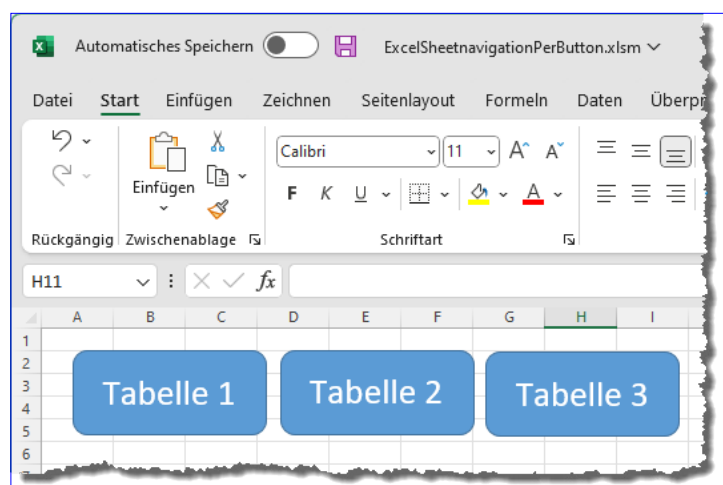 Automatisches Speichern ExcelSheetnavigationPerButton.xlsm
Datei Start Einfügen Zeichnen Seitenlayout Formeln Daten Überpr
Calibri 11 A A
Einfügen
F K U A
Rückgängig Zwischenablage Schriftart
H11 fx
A B C D E F G H I
1
2
3 Tabelle 1 Tabelle 2 Tabelle 3
4
5
6